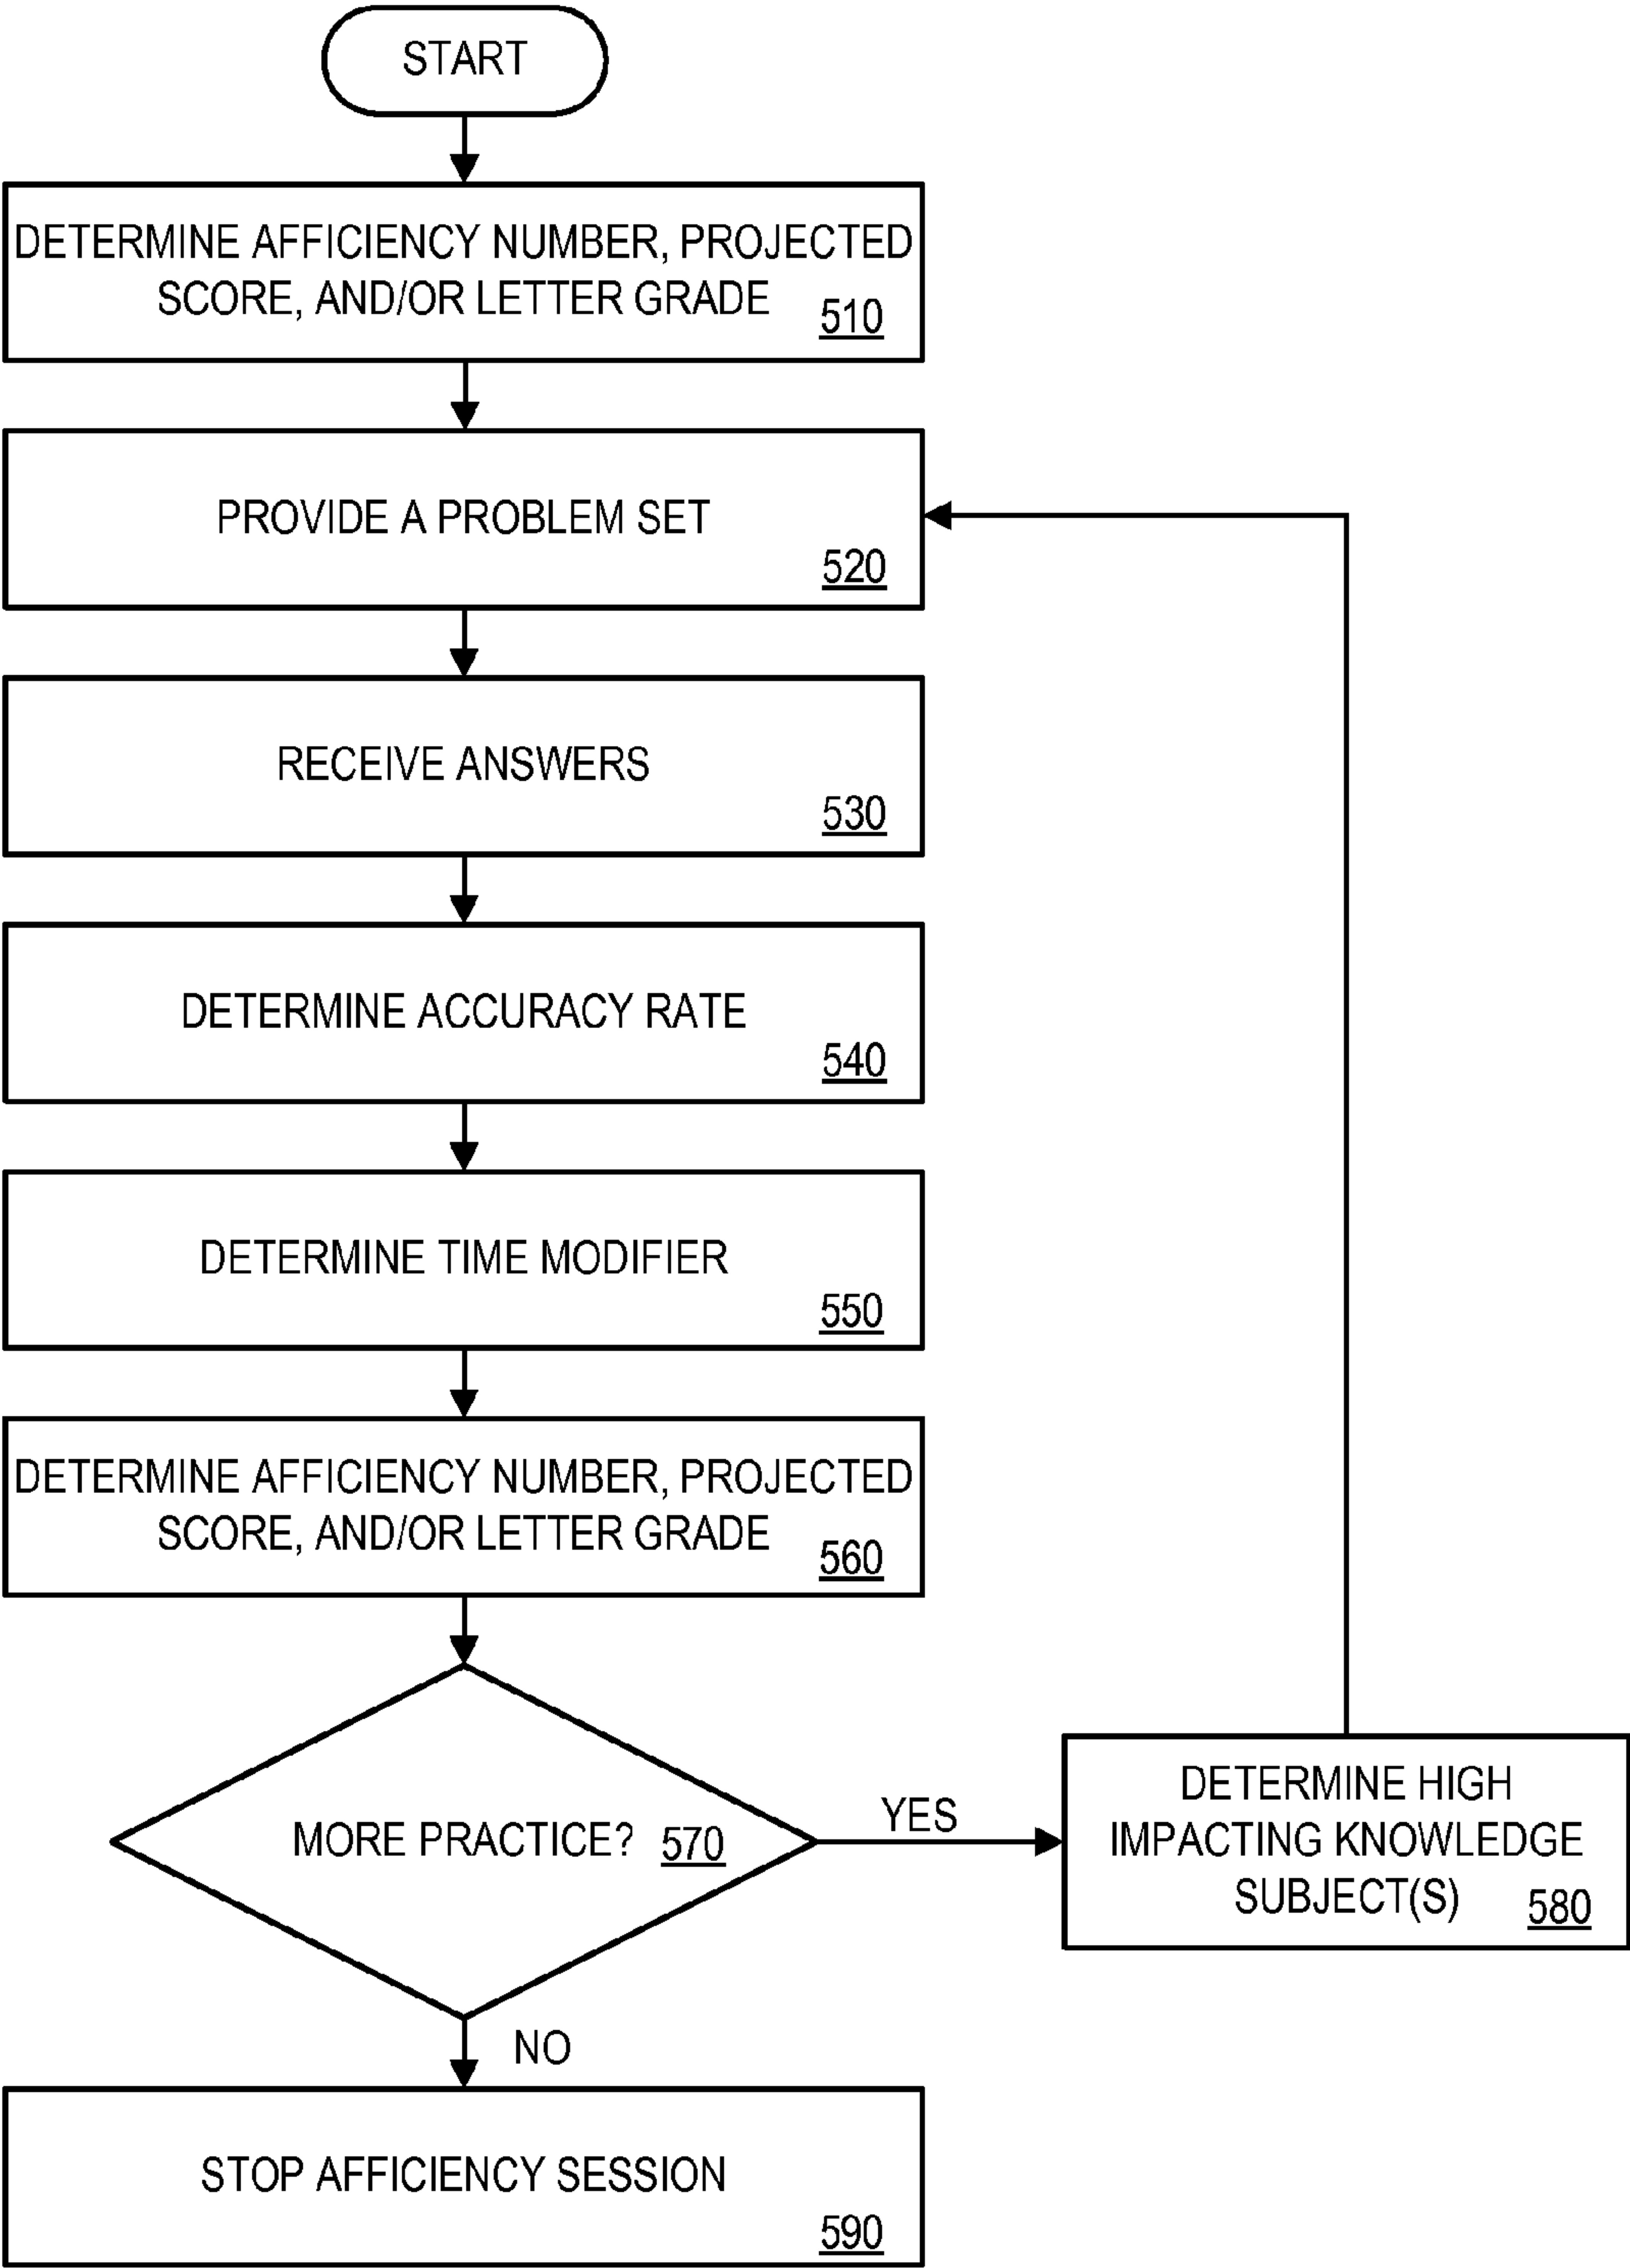 START
DETERMINE AFFICIENCY NUMBER, PROJECTED
SCORE, AND/OR LETTER GRADE
510
PROVIDE A PROBLEM SET
520
RECEIVE ANSWERS
530
DETERMINE ACCURACY RATE
540
DETERMINE TIME MODIFIER
550
DETERMINE AFFICIENCY NUMBER, PROJECTED
SCORE, AND/OR LETTER GRADE
560
MORE PRACTICE? 570
YES
DETERMINE HIGH
IMPACTING KNOWLEDGE
SUBJECT(S) 580
NO
STOP AFFICIENCY SESSION
590